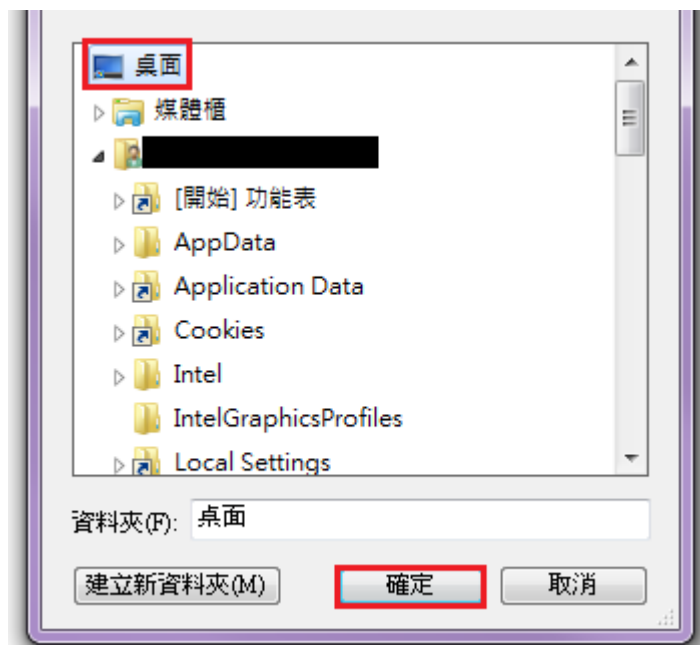 桌面
媒體櫃
[開始] 功能表
AppData
Application Data
Cookies
Intel
IntelGraphicsProfiles
Local Settings
資料夾(F): 桌面
建立新資料夾(M) 確定 取消